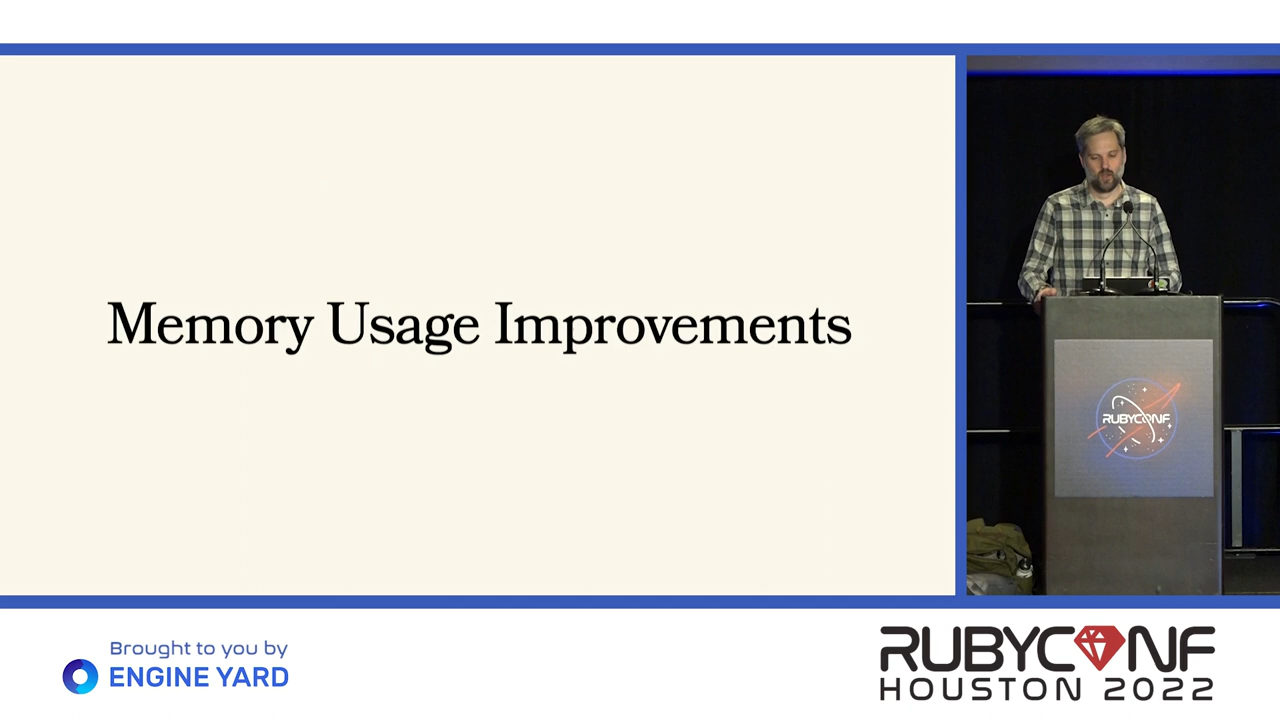 Memory Usage Improvements
RUBYCONF
Brought to you by
ENGINE YARD
RUBYCONF
HOUSTON 2022